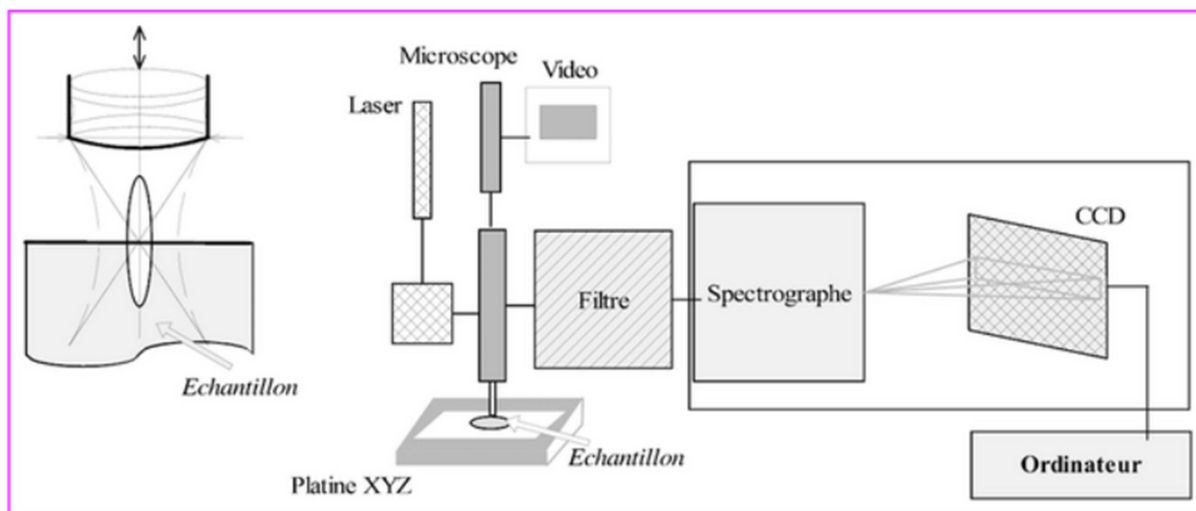 Microscope
Video
Laser
CCD
Filtre
Spectrographe
Echantillon
Echantillon
Platine XYZ
Ordinateur